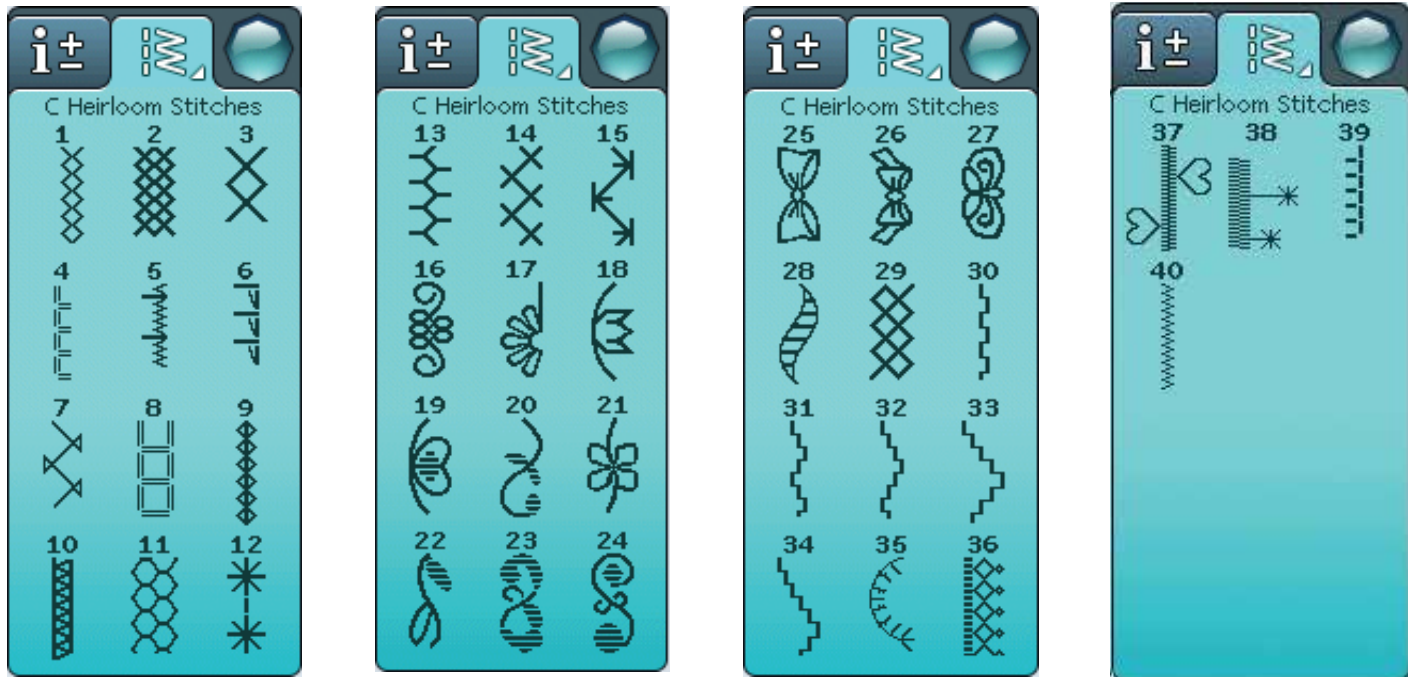 i ±
C Heirloom Stitches
1 2 3
4 5 6
7 8 9
10 11 12
i ±
C Heirloom Stitches
13 14 15
16 17 18
19 20 21
22 23 24
i ±
C Heirloom Stitches
25 26 27
28 29 30
31 32 33
34 35 36
i ±
C Heirloom Stitches
37 38 39
40